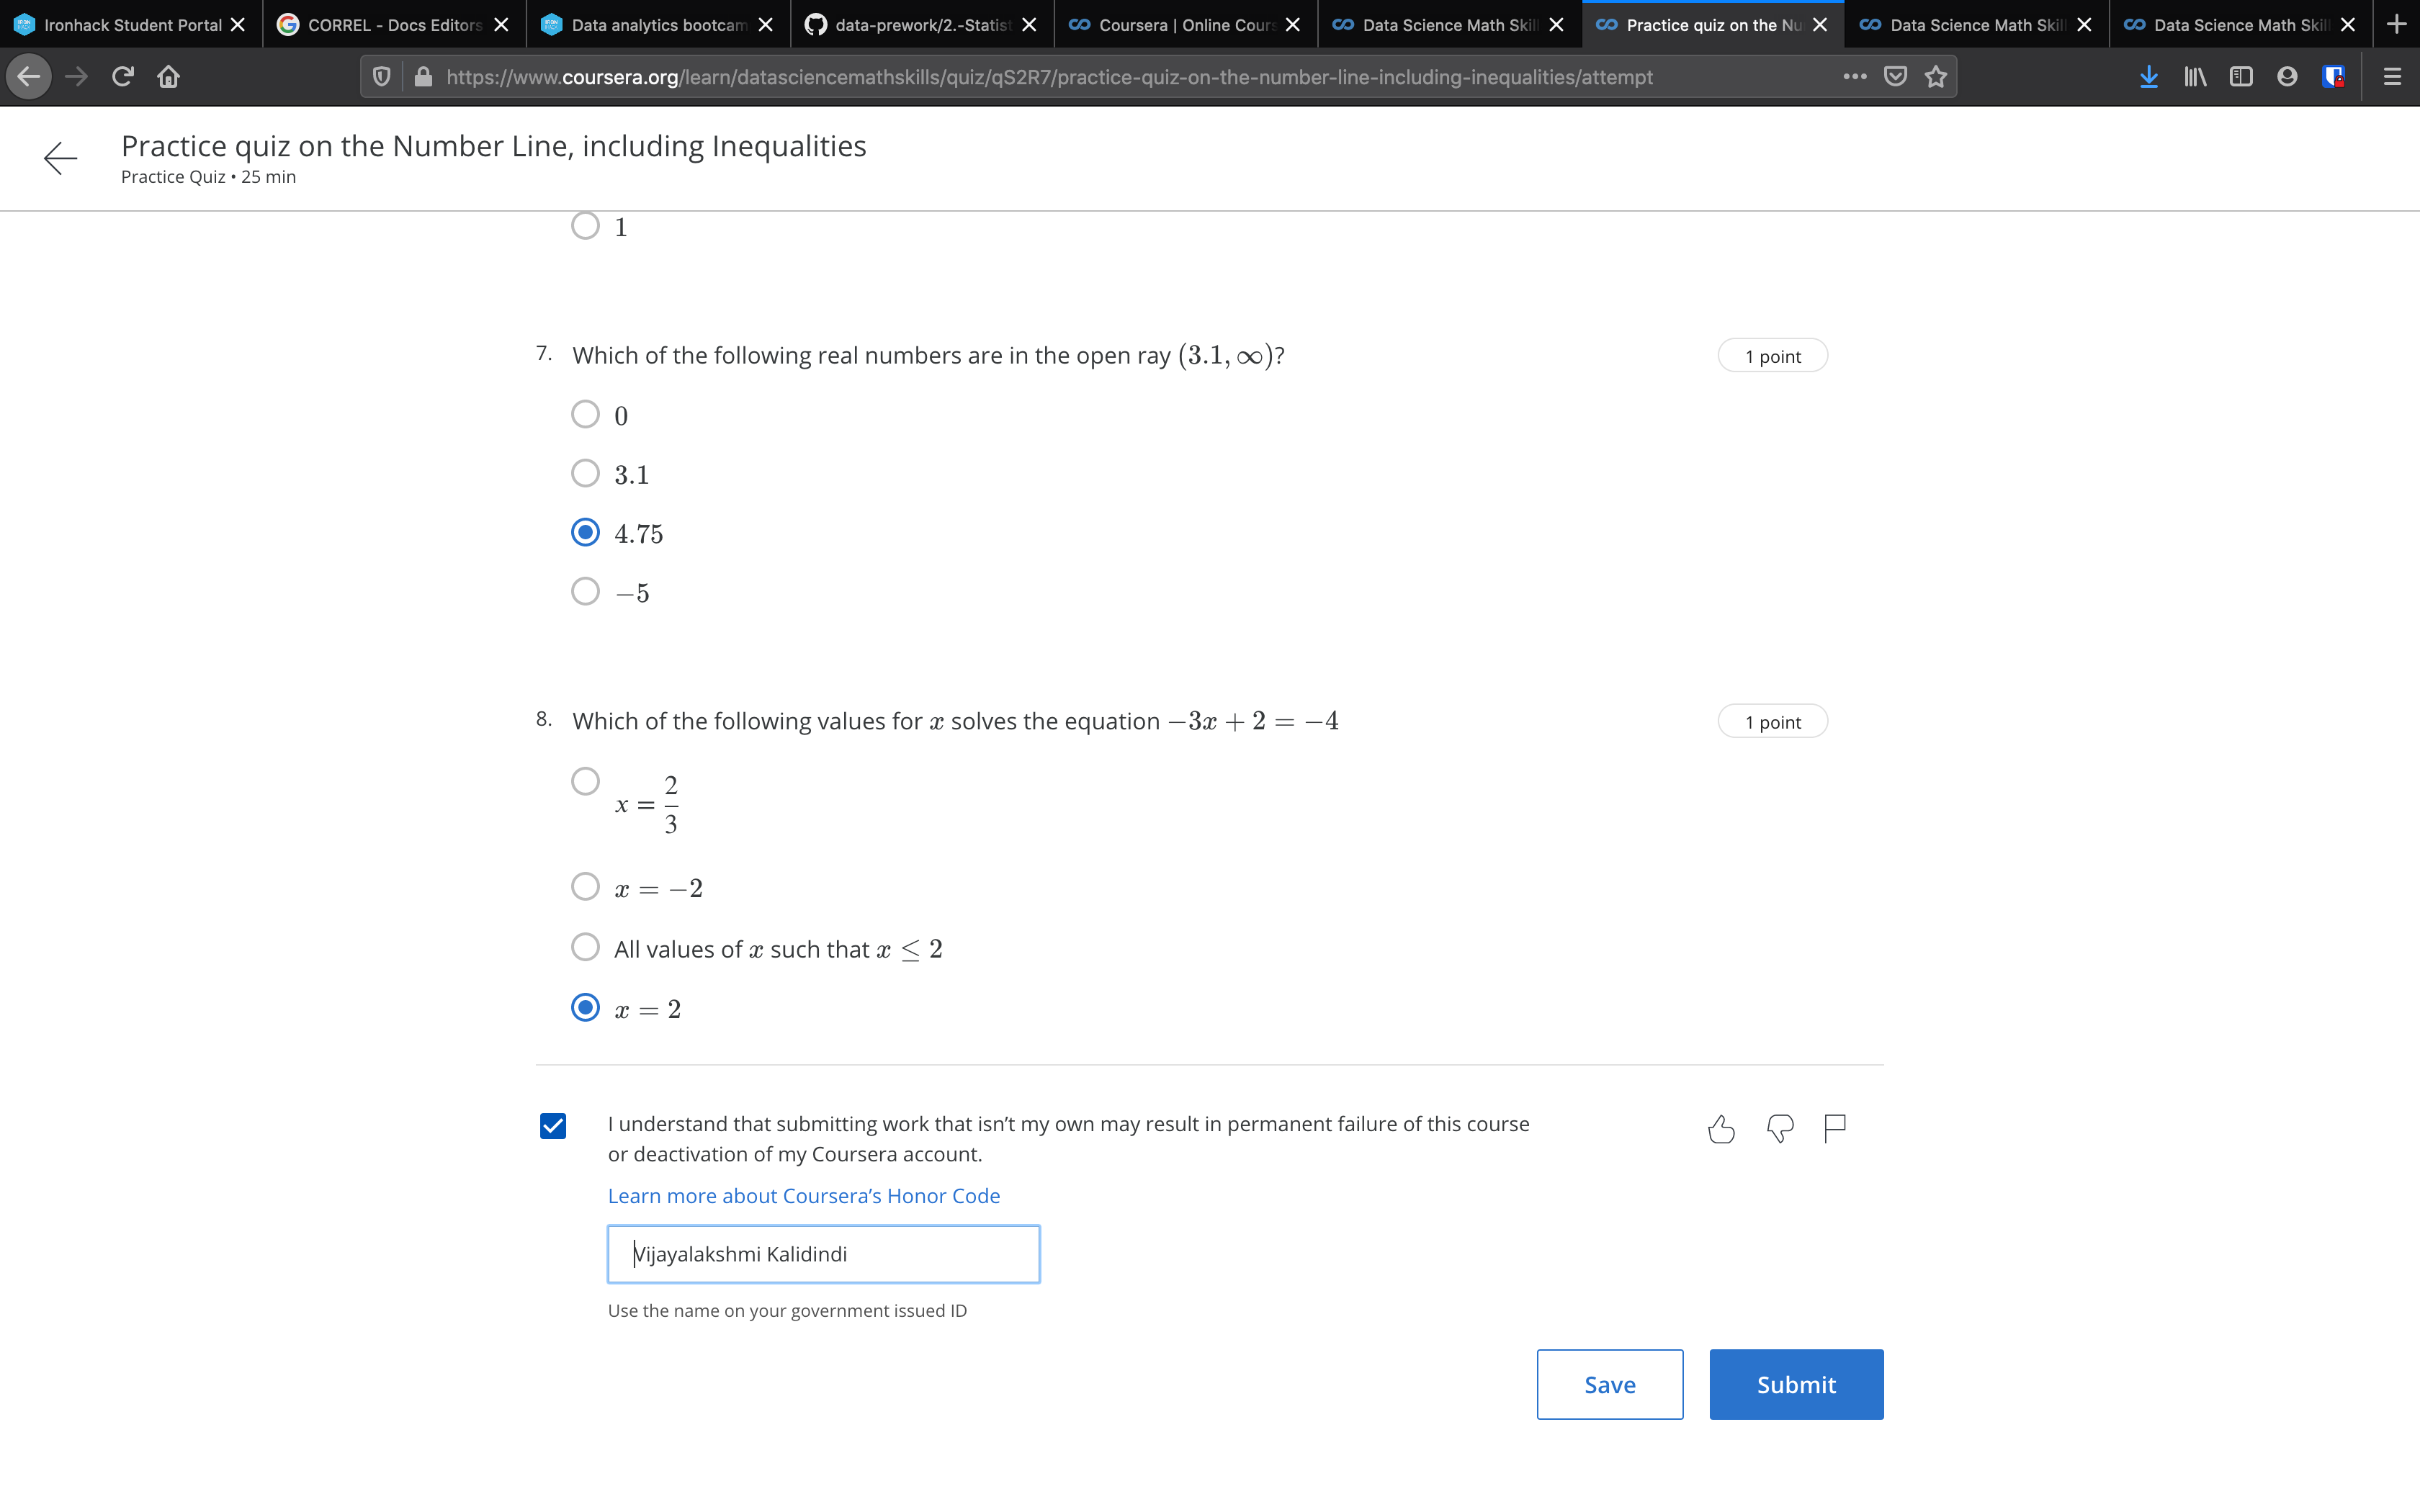 Ironhack Student Portal
CORREL - Docs Editors
Data analytics bootcam
data-prework/2.-Statist
Coursera | Online Cours
Data Science Math Skil
Practice quiz on the Nu
Data Science Math Skil
Data Science Math Skil
https://www.coursera.org/learn/datasciencemathskills/quiz/qS2R7/practice-quiz-on-the-number-line-including-inequalities/attempt
Practice quiz on the Number Line, including Inequalities
Practice Quiz • 25 min
1
7. Which of the following real numbers are in the open ray (3.1, ∞)?
1 point
0
3.1
4.75
−5
8. Which of the following values for x solves the equation −3x + 2 = −4
1 point
x = 2/3
x = −2
All values of x such that x ≤ 2
x = 2
I understand that submitting work that isn’t my own may result in permanent failure of this course
or deactivation of my Coursera account.
Learn more about Coursera’s Honor Code
Vijayalakshmi Kalidindi
Use the name on your government issued ID
Save
Submit